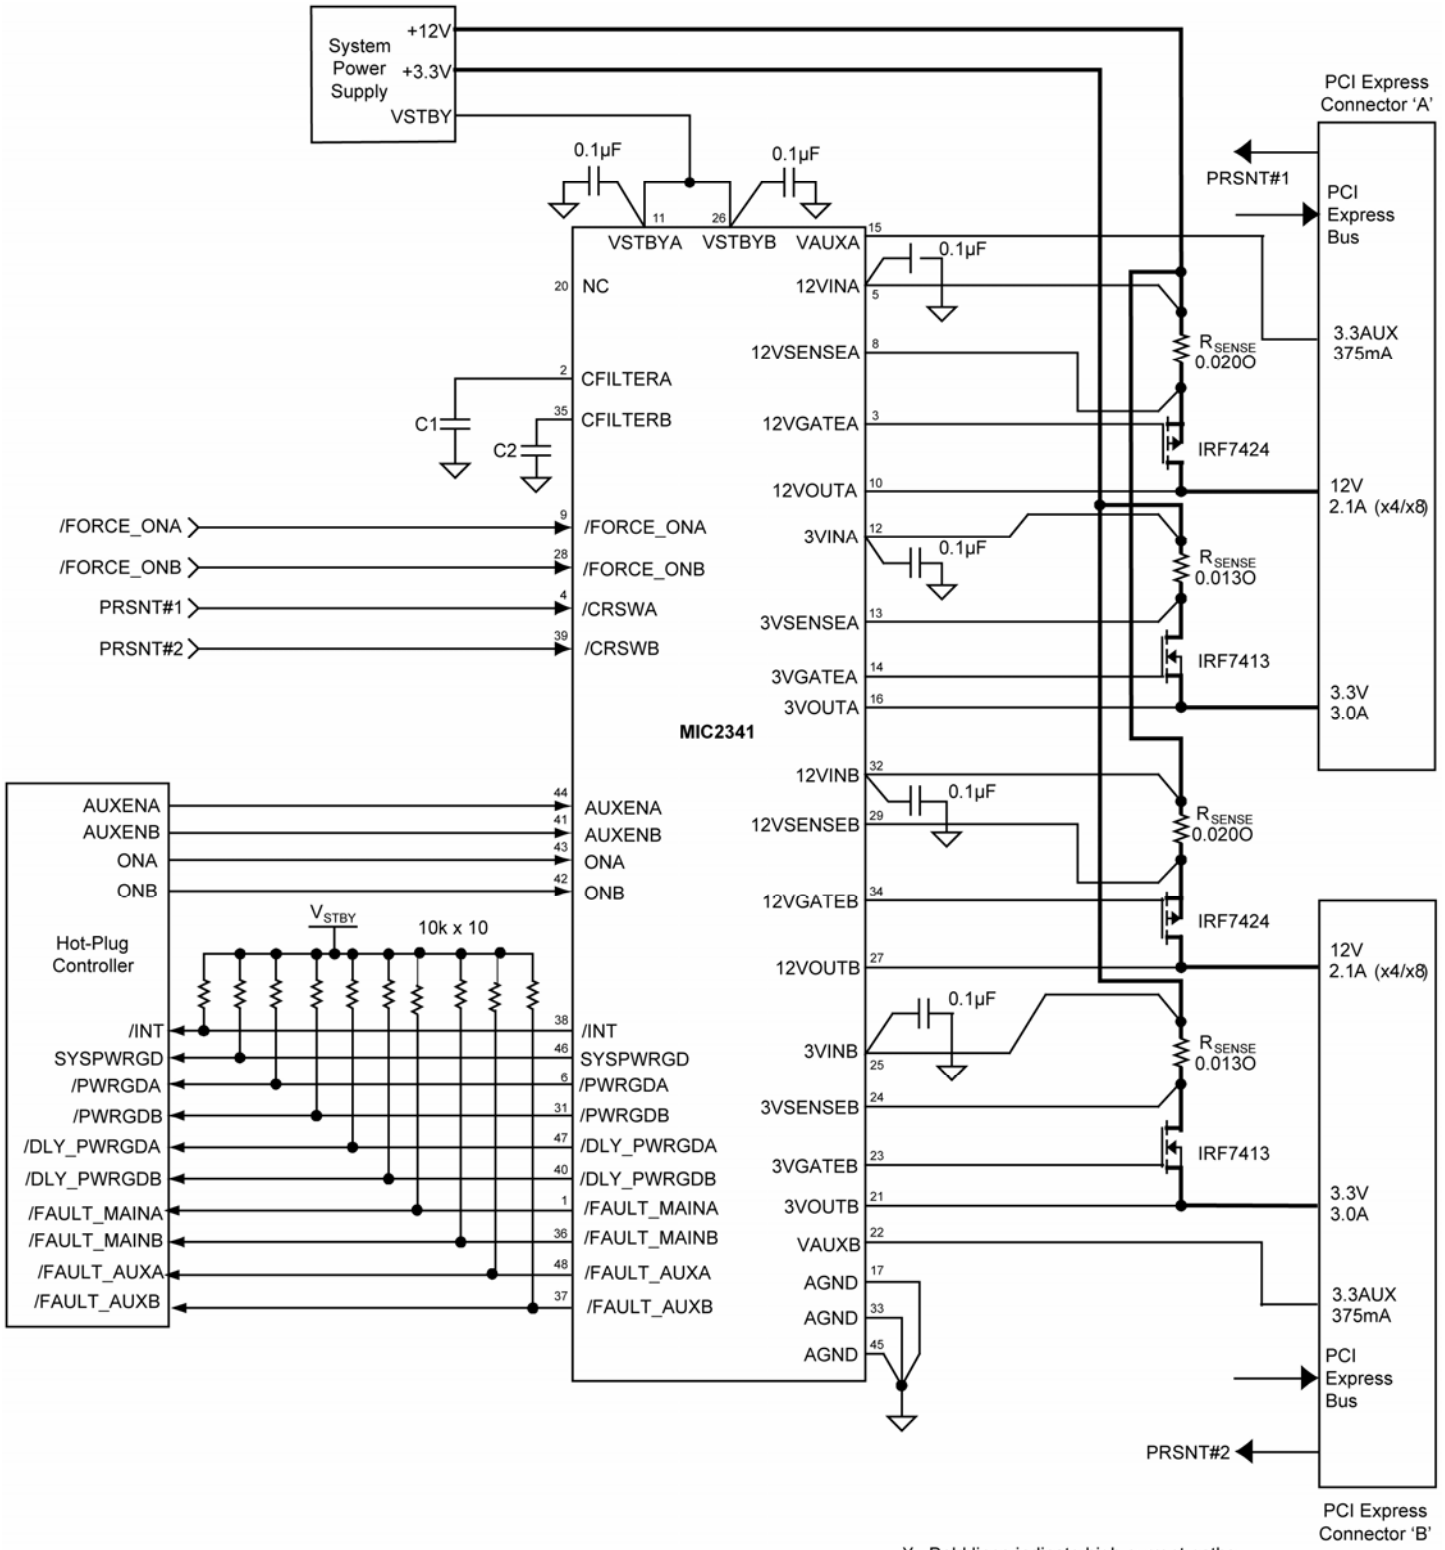 System
Power
Supply
+12V
+3.3V
VSTBY
PCI Express
Connector 'A'
0.1µF
0.1µF
PRSNT#1
PCI
Express
Bus
11
26
15
VSTBYA
VSTBYB
VAUXA
0.1µF
20
NC
12VINA
5
3.3AUX
375mA
RSENSE
0.020O
12VSENSEA
8
2
CFILTERA
C1
35
CFILTERB
C2
12VGATEA
3
IRF7424
12VOUTA
10
12V
2.1A (x4/x8)
/FORCE_ONA
9
/FORCE_ONA
3VINA
12
0.1µF
RSENSE
0.013O
/FORCE_ONB
28
/FORCE_ONB
PRSNT#1
4
/CRSWA
3VSENSEA
13
PRSNT#2
39
/CRSWB
3VGATEA
14
IRF7413
3VOUTA
16
3.3V
3.0A
MIC2341
12VINB
32
0.1µF
AUXENA
44
AUXENA
12VSENSEB
29
RSENSE
0.020O
AUXENB
41
AUXENB
ONA
43
ONA
ONB
42
ONB
12VGATEB
34
IRF7424
VSTBY
10k x 10
Hot-Plug
Controller
12VOUTB
27
12V
2.1A (x4/x8)
0.1µF
/INT
38
/INT
3VINB
25
RSENSE
0.013O
SYSPWRGD
46
SYSPWRGD
/PWRGDA
6
/PWRGDA
3VSENSEB
24
/PWRGDB
31
/PWRGDB
/DLY_PWRGDA
47
/DLY_PWRGDA
3VGATEB
23
IRF7413
/DLY_PWRGDB
40
/DLY_PWRGDB
/FAULT_MAINA
1
/FAULT_MAINA
3VOUTB
21
3.3V
3.0A
/FAULT_MAINB
36
/FAULT_MAINB
VAUXB
22
/FAULT_AUXA
48
/FAULT_AUXA
AGND
17
/FAULT_AUXB
37
/FAULT_AUXB
3.3AUX
375mA
AGND
33
AGND
45
PCI
Express
Bus
PRSNT#2
PCI Express
Connector 'B'